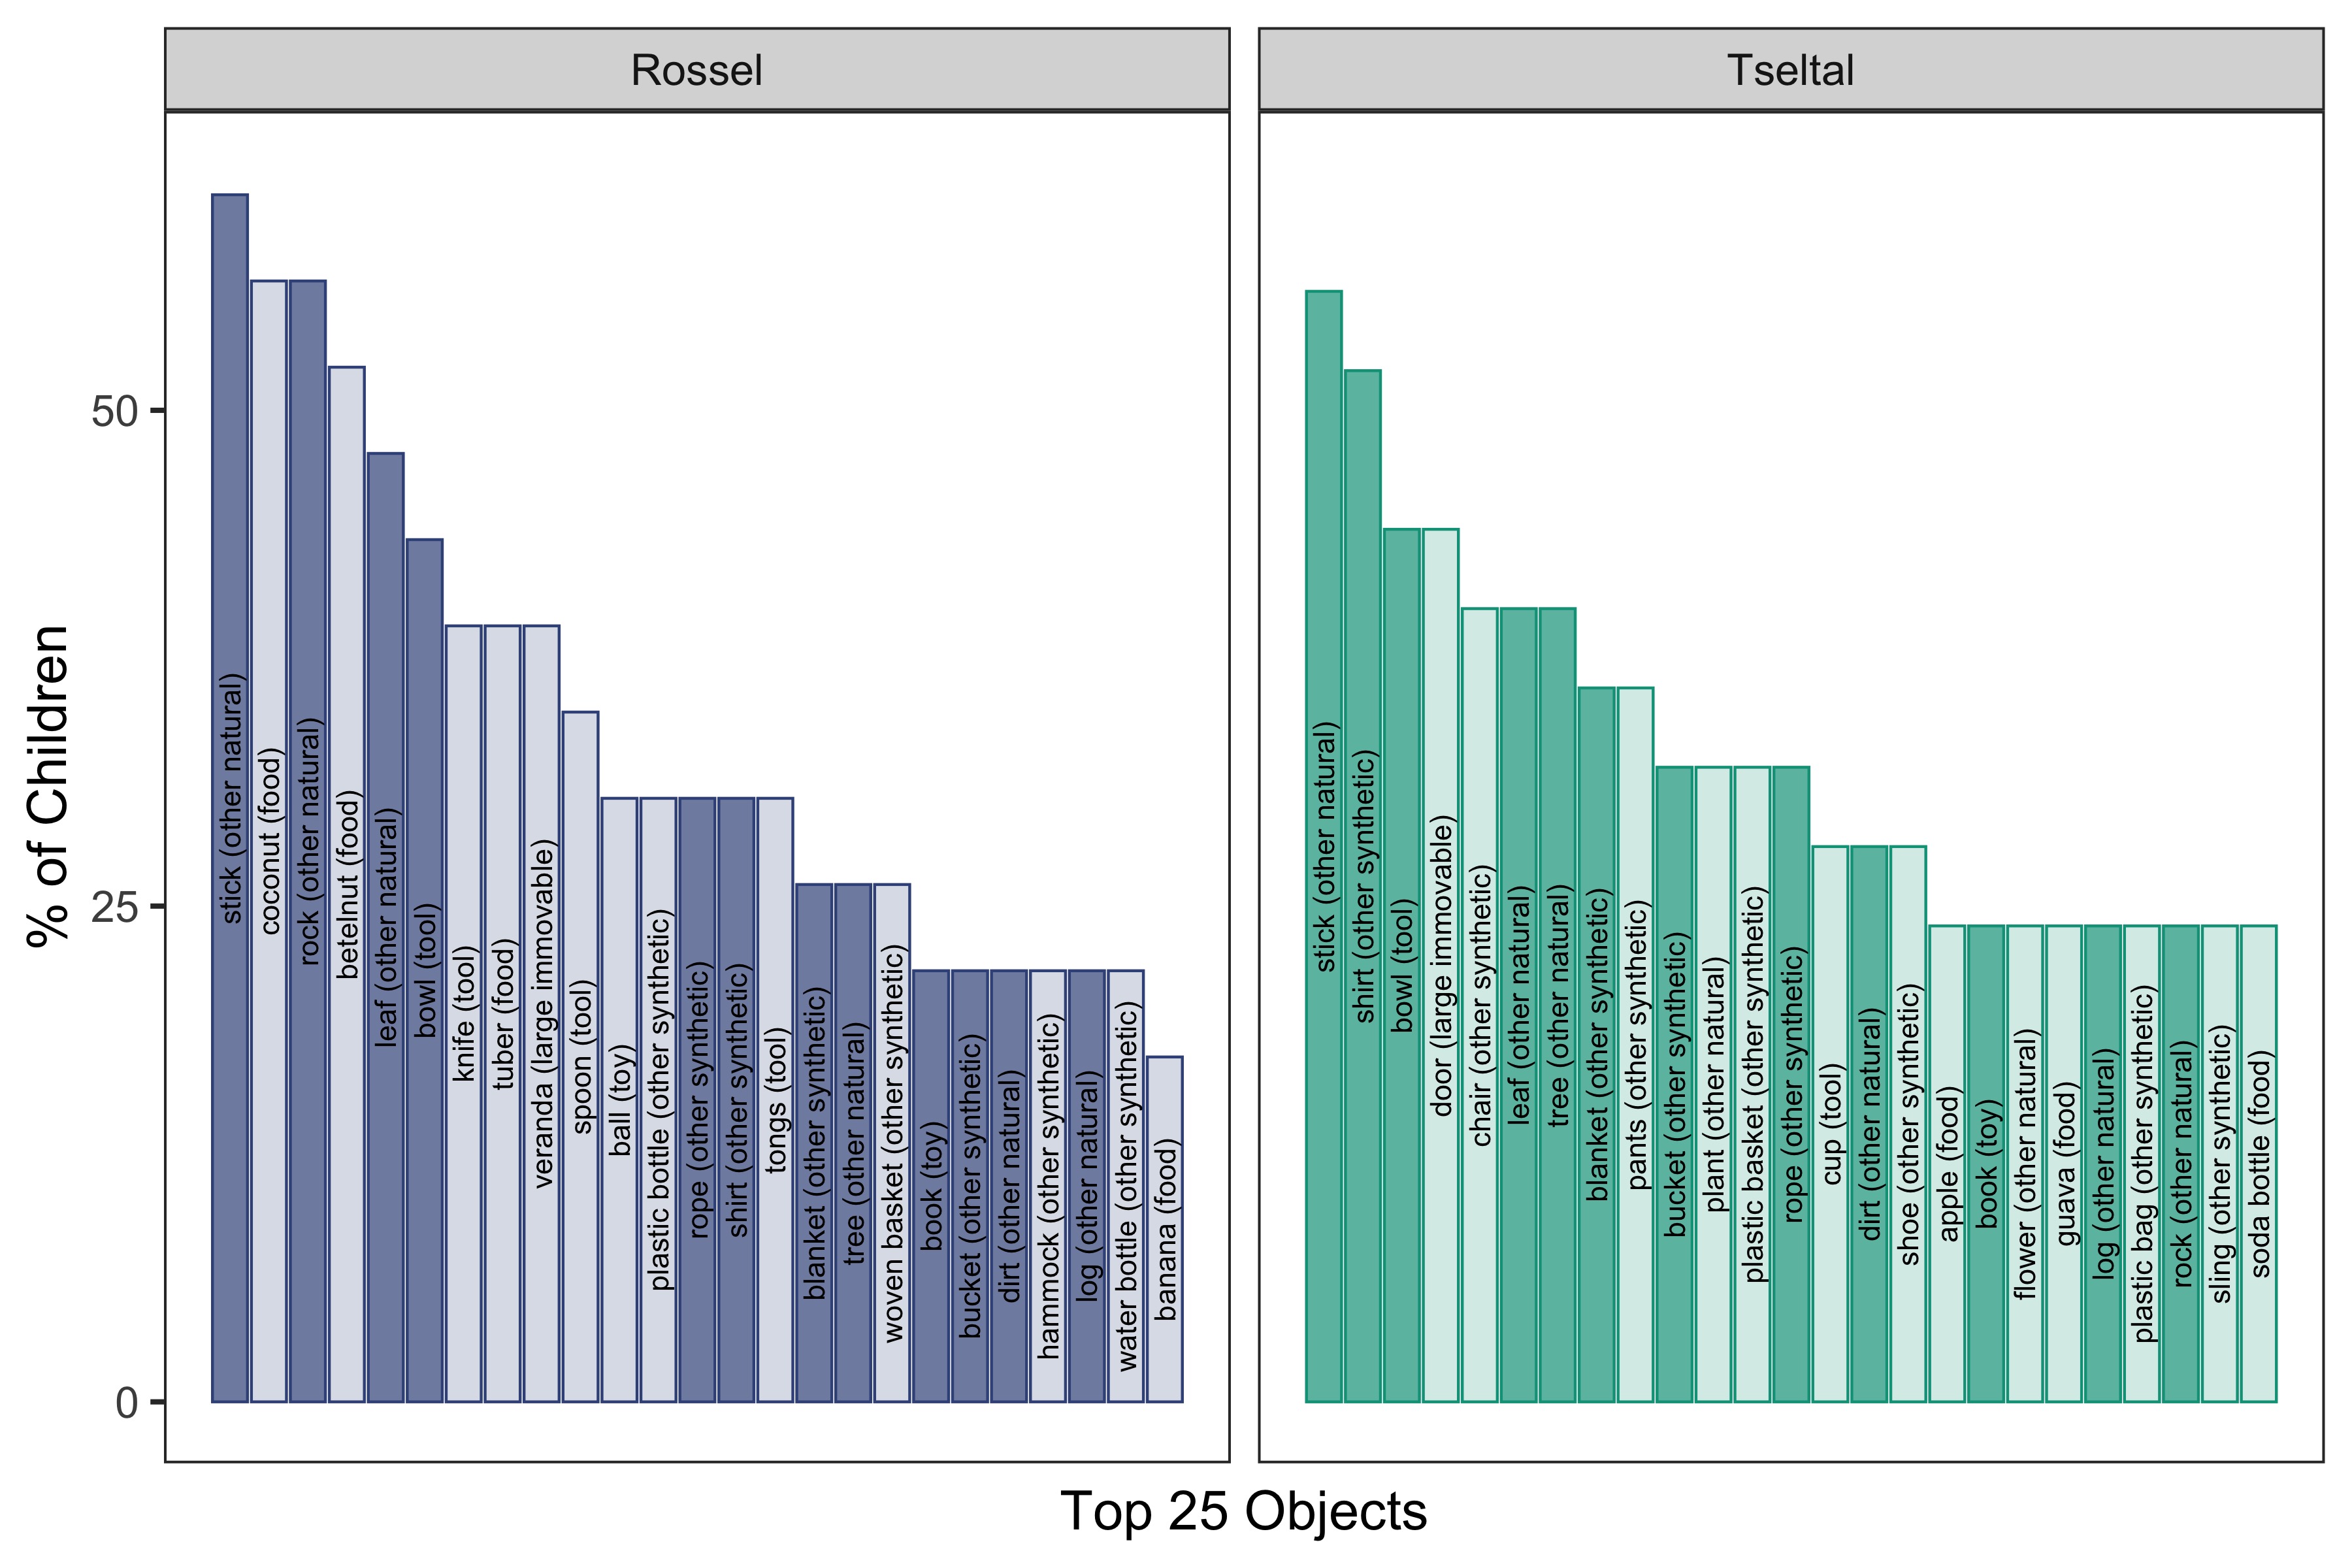 Rossel
Tseltal
% of Children
50
25
0
stick (other natural)
coconut (food)
rock (other natural)
betelnut (food)
leaf (other natural)
bowl (tool)
knife (tool)
tuber (food)
veranda (large immovable)
spoon (tool)
ball (toy)
plastic bottle (other synthetic)
rope (other synthetic)
shirt (other synthetic)
tongs (tool)
blanket (other synthetic)
tree (other natural)
woven basket (other synthetic)
book (toy)
bucket (other synthetic)
dirt (other natural)
hammock (other synthetic)
log (other natural)
water bottle (other synthetic)
banana (food)
stick (other natural)
shirt (other synthetic)
bowl (tool)
door (large immovable)
chair (other synthetic)
leaf (other natural)
tree (other natural)
blanket (other synthetic)
pants (other synthetic)
bucket (other synthetic)
plant (other natural)
plastic basket (other synthetic)
rope (other synthetic)
cup (tool)
dirt (other natural)
shoe (other synthetic)
apple (food)
book (toy)
flower (other natural)
guava (food)
log (other natural)
plastic bag (other synthetic)
rock (other natural)
sling (other synthetic)
soda bottle (food)
Top 25 Objects